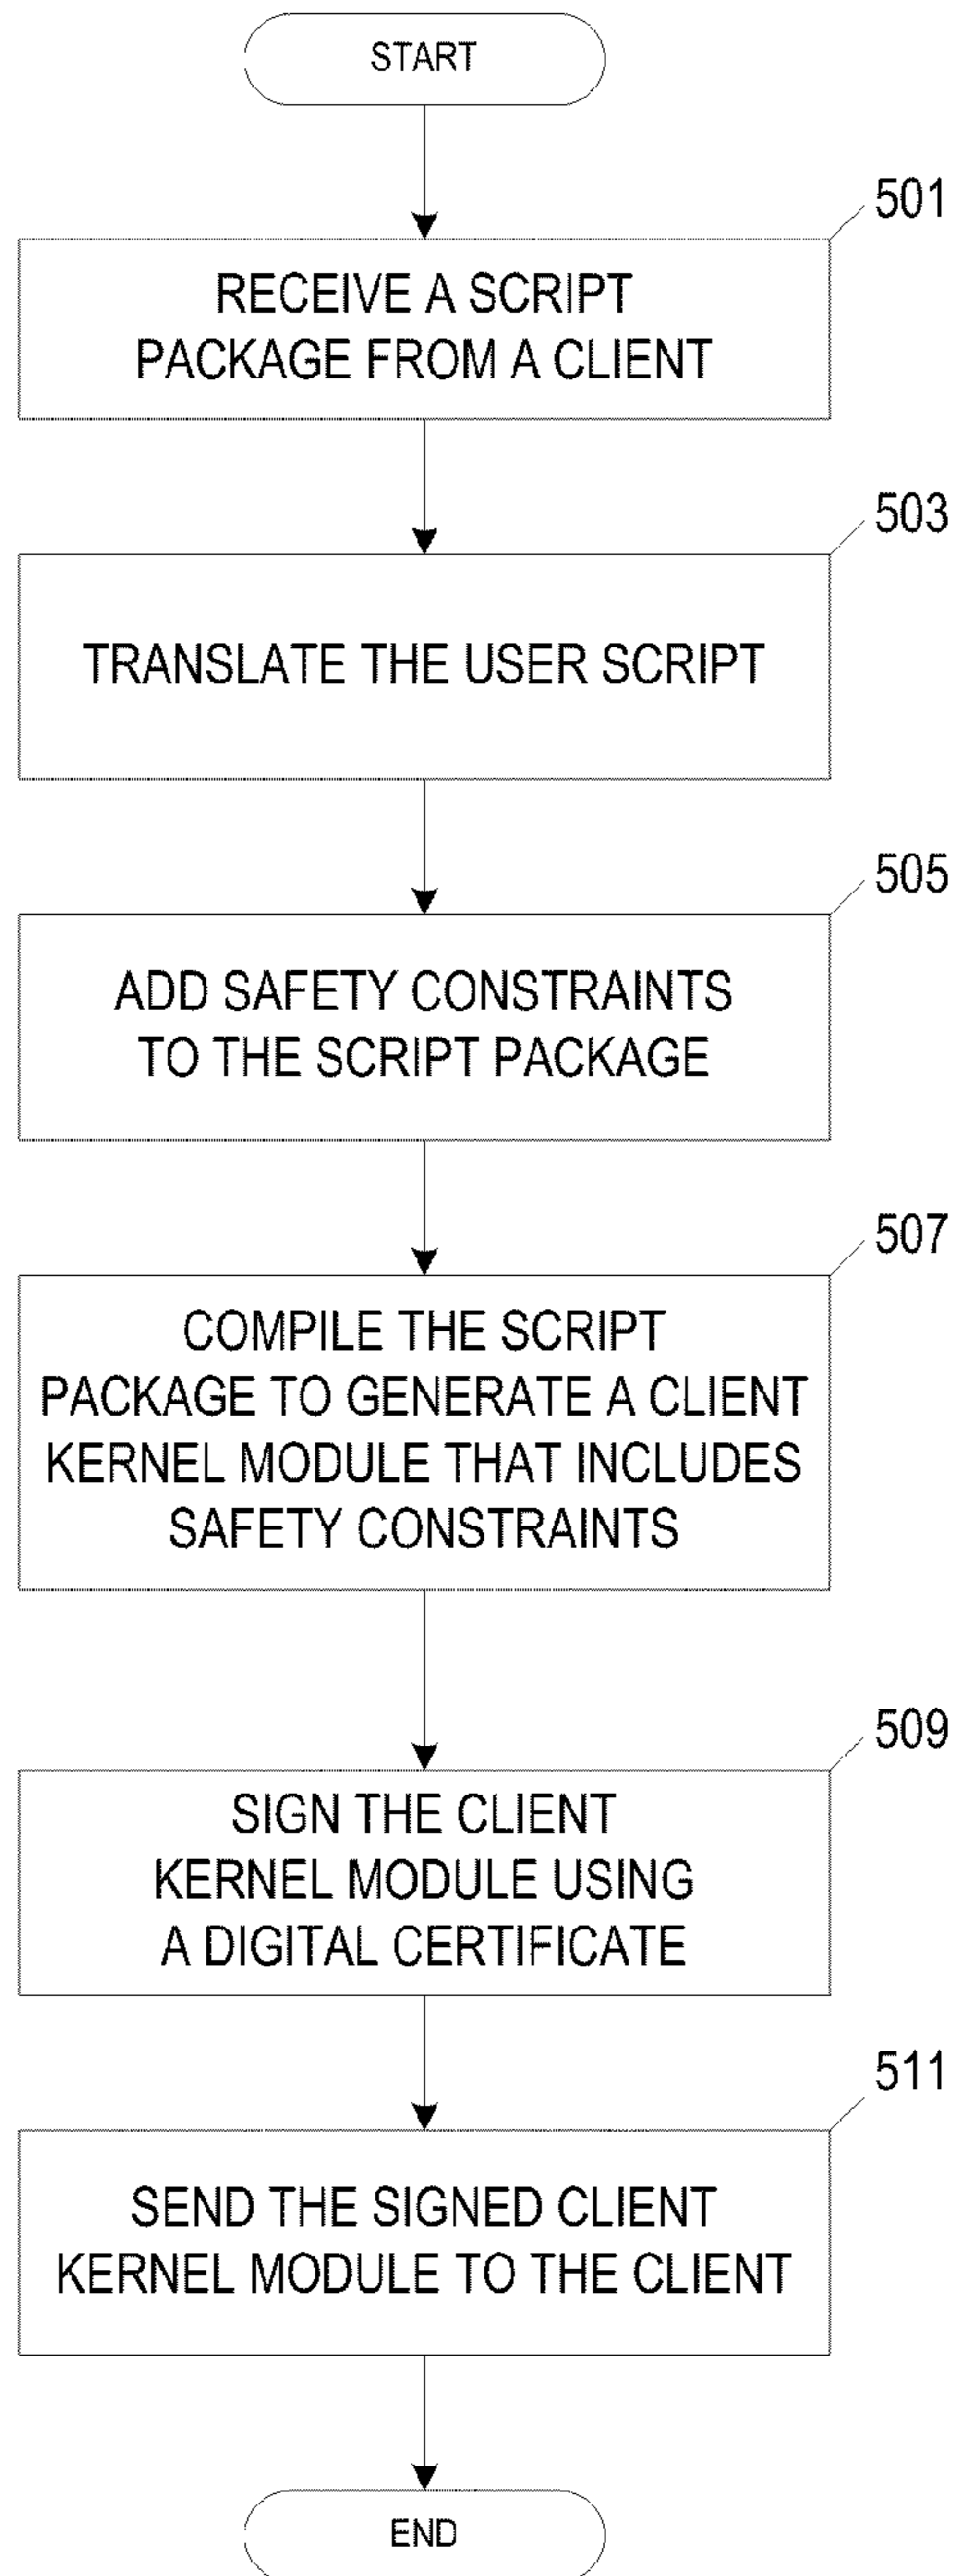 START
501
RECEIVE A SCRIPT
PACKAGE FROM A CLIENT
503
TRANSLATE THE USER SCRIPT
505
ADD SAFETY CONSTRAINTS
TO THE SCRIPT PACKAGE
507
COMPILE THE SCRIPT
PACKAGE TO GENERATE A CLIENT
KERNEL MODULE THAT INCLUDES
SAFETY CONSTRAINTS
509
SIGN THE CLIENT
KERNEL MODULE USING
A DIGITAL CERTIFICATE
511
SEND THE SIGNED CLIENT
KERNEL MODULE TO THE CLIENT
END